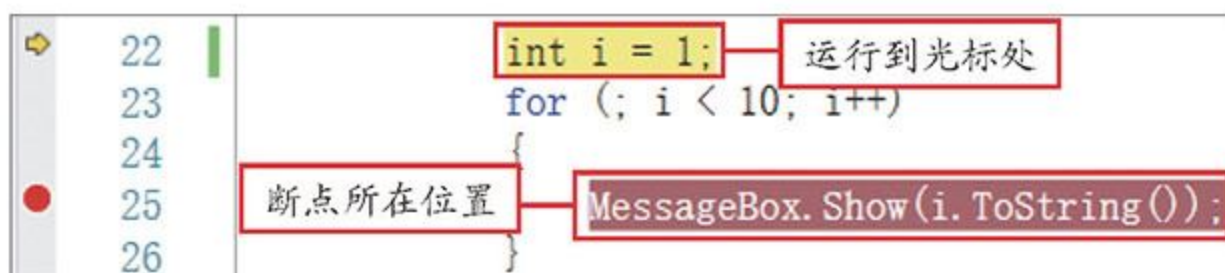 22 int i = 1; 运行到光标处
23 for (; i < 10; i++)
24 {
25 断点所在位置 MessageBox.Show(i.ToString());
26 }